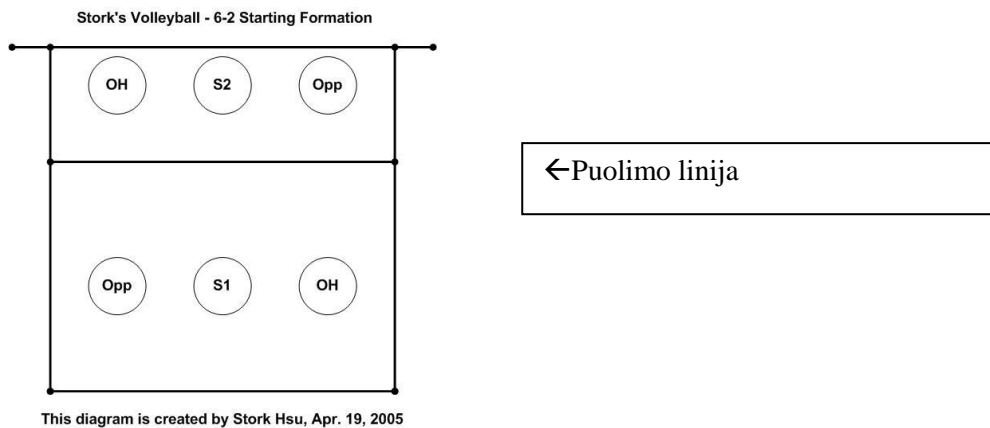 Stork's Volleyball - 6-2 Starting Formation
OH S2 Opp
←Puolimo linija
Opp S1 OH
This diagram is created by Stork Hsu, Apr. 19, 2005